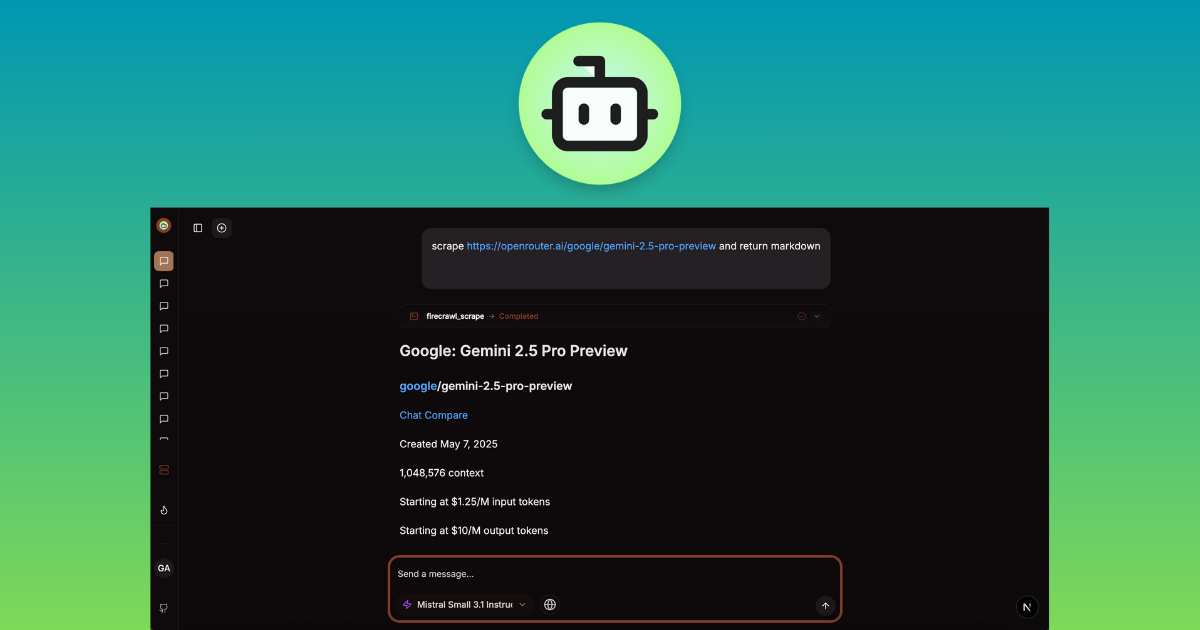 scrape https://openrouter.ai/google/gemini-2.5-pro-preview and return markdown
firecrawl_scrape → Completed
Google: Gemini 2.5 Pro Preview
google/gemini-2.5-pro-preview
Chat Compare
Created May 7, 2025
1,048,576 context
Starting at $1.25/M input tokens
Starting at $10/M output tokens
GA
Send a message...
Mistral Small 3.1 Instruc
N